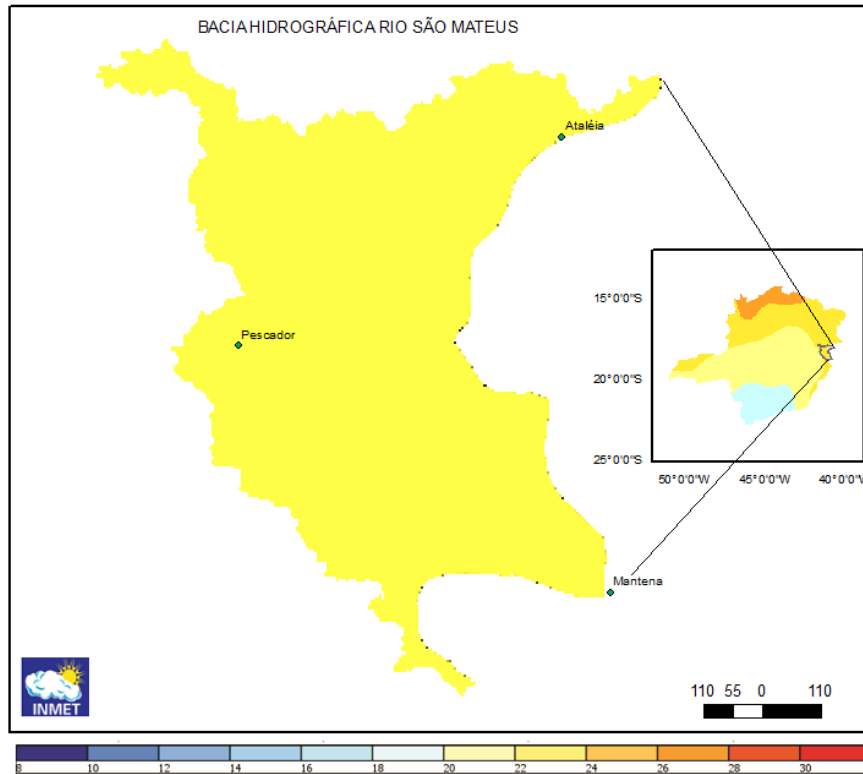 BACIA HIDROGRÁFICA RIO SÃO MATEUS
Ataléia
Pescador
15°0'0"S
20°0'0"S
25°0'0"S
50°0'0"W 45°0'0"W 40°0'0"W
Mantena
INMET
110 55 0 110
8 10 12 14 16 18 20 22 24 26 28 30